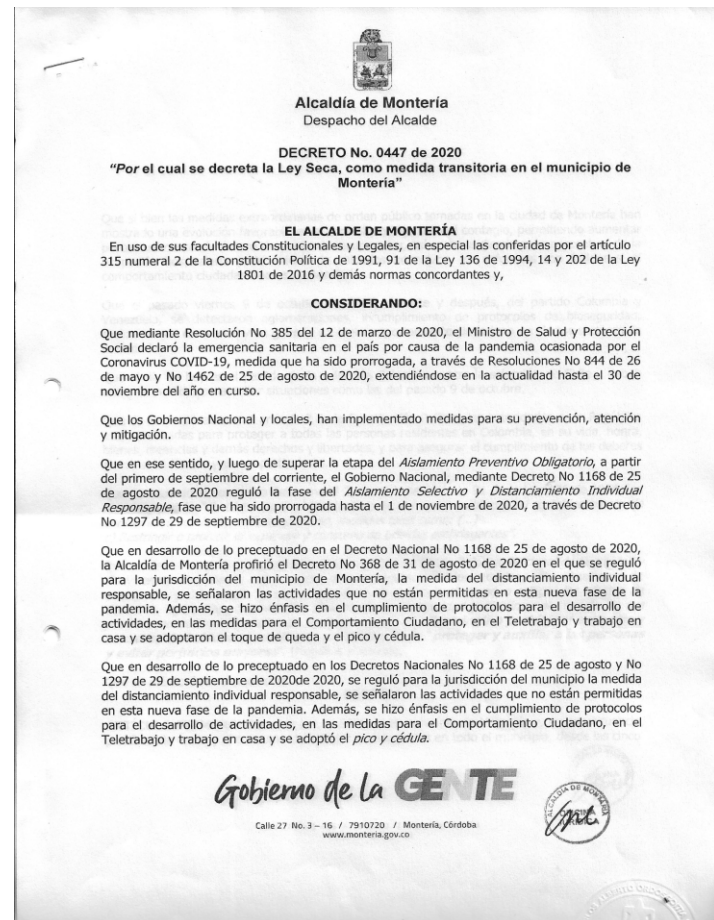 Alcaldía de Montería
Despacho del Alcalde
DECRETO No. 0447 de 2020
“Por el cual se decreta la Ley Seca, como medida transitoria en el municipio de
Montería”
EL ALCALDE DE MONTERÍA
En uso de sus facultades Constitucionales y Legales, en especial las conferidas por el artículo
315 numeral 2 de la Constitución Política de 1991, 91 de la Ley 136 de 1994, 14 y 202 de la Ley
1801 de 2016 y demás normas concordantes y,
CONSIDERANDO:
Que mediante Resolución No 385 del 12 de marzo de 2020, el Ministro de Salud y Protección
Social declaró la emergencia sanitaria en el país por causa de la pandemia ocasionada por el
Coronavirus COVID-19, medida que ha sido prorrogada, a través de Resoluciones No 844 de 26
de mayo y No 1462 de 25 de agosto de 2020, extendiéndose en la actualidad hasta el 30 de
noviembre del año en curso.
Que los Gobiernos Nacional y locales, han implementado medidas para su prevención, atención
y mitigación.
Que en ese sentido, y luego de superar la etapa del Aislamiento Preventivo Obligatorio, a partir
del primero de septiembre del corriente, el Gobierno Nacional, mediante Decreto No 1168 de 25
de agosto de 2020 reguló la fase del Aislamiento Selectivo y Distanciamiento Individual
Responsable, fase que ha sido prorrogada hasta el 1 de noviembre de 2020, a través de Decreto
No 1297 de 29 de septiembre de 2020.
Que en desarrollo de lo preceptuado en el Decreto Nacional No 1168 de 25 de agosto de 2020,
la Alcaldía de Montería profirió el Decreto No 368 de 31 de agosto de 2020 en el que se reguló
para la jurisdicción del municipio de Montería, la medida del distanciamiento individual
responsable, se señalaron las actividades que no están permitidas en esta nueva fase de la
pandemia. Además, se hizo énfasis en el cumplimiento de protocolos para el desarrollo de
actividades, en las medidas para el Comportamiento Ciudadano, en el Teletrabajo y trabajo en
casa y se adoptaron el toque de queda y el pico y cédula.
Que en desarrollo de lo preceptuado en los Decretos Nacionales No 1168 de 25 de agosto y No
1297 de 29 de septiembre de 2020de 2020, se reguló para la jurisdicción del municipio la medida
del distanciamiento individual responsable, se señalaron las actividades que no están permitidas
en esta nueva fase de la pandemia. Además, se hizo énfasis en el cumplimiento de protocolos
para el desarrollo de actividades, en las medidas para el Comportamiento Ciudadano, en el
Teletrabajo y trabajo en casa y se adoptó el pico y cédula.
Gobierno de la GENTE
Calle 27 No. 3 – 16 / 7910720 / Montería, Córdoba
www.monteria.gov.co
ALCALDIA DE MONTERIA
OFICINA
JURIDICA